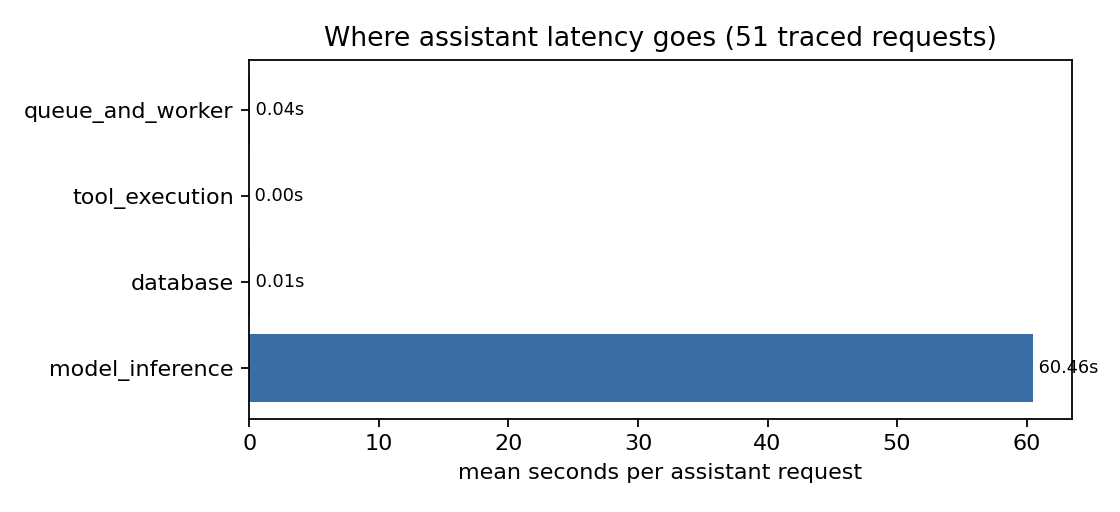 Where assistant latency goes (51 traced requests)
queue_and_worker 0.04s
tool_execution 0.00s
database 0.01s
model_inference 60.46s
0 10 20 30 40 50 60
mean seconds per assistant request